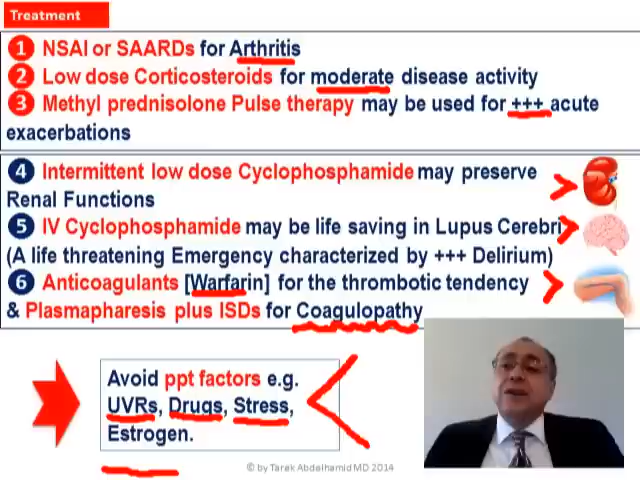 Treatment
1 NSAI or SAARDs for Arthritis
2 Low dose Corticosteroids for moderate disease activity
3 Methyl prednisolone Pulse therapy may be used for +++ acute
exacerbations
4 Intermittent low dose Cyclophosphamide may preserve
Renal Functions
5 IV Cyclophosphamide may be life saving in Lupus Cerebri
(A life threatening Emergency characterized by +++ Delirium)
6 Anticoagulants [Warfarin] for the thrombotic tendency
& Plasmapharesis plus ISDs for Coagulopathy
Avoid ppt factors e.g.
UVRs, Drugs, Stress,
Estrogen.
© by Tarek Abdelhamid MD 2014